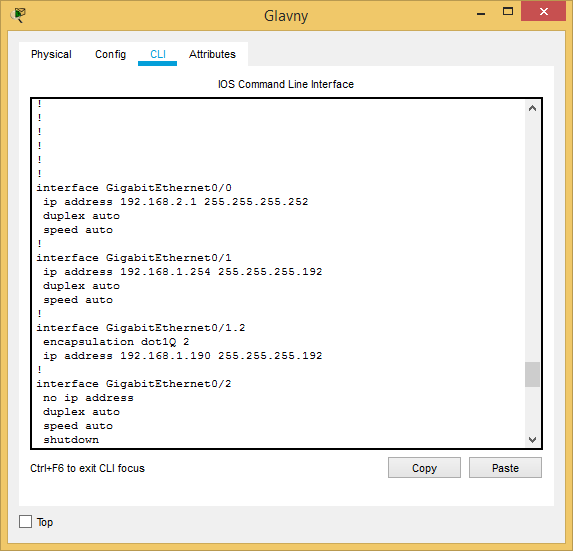 Glavny
Physical Config CLI Attributes
IOS Command Line Interface
!
!
!
!
!
!
interface GigabitEthernet0/0
ip address 192.168.2.1 255.255.255.252
duplex auto
speed auto
!
interface GigabitEthernet0/1
ip address 192.168.1.254 255.255.255.192
duplex auto
speed auto
!
interface GigabitEthernet0/1.2
encapsulation dot1Q 2
ip address 192.168.1.190 255.255.255.192
!
interface GigabitEthernet0/2
no ip address
duplex auto
speed auto
shutdown
Ctrl+F6 to exit CLI focus
Copy Paste
Top